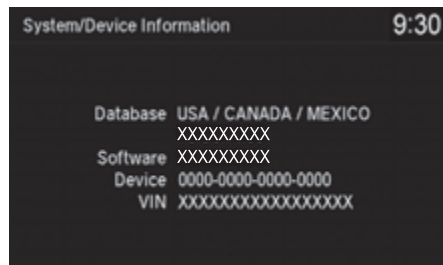 System/Device Information 9:30
Database USA / CANADA / MEXICO
XXXXXXXXX
Software XXXXXXXXX
Device 0000-0000-0000-0000
VIN XXXXXXXXXXXXXXXXX